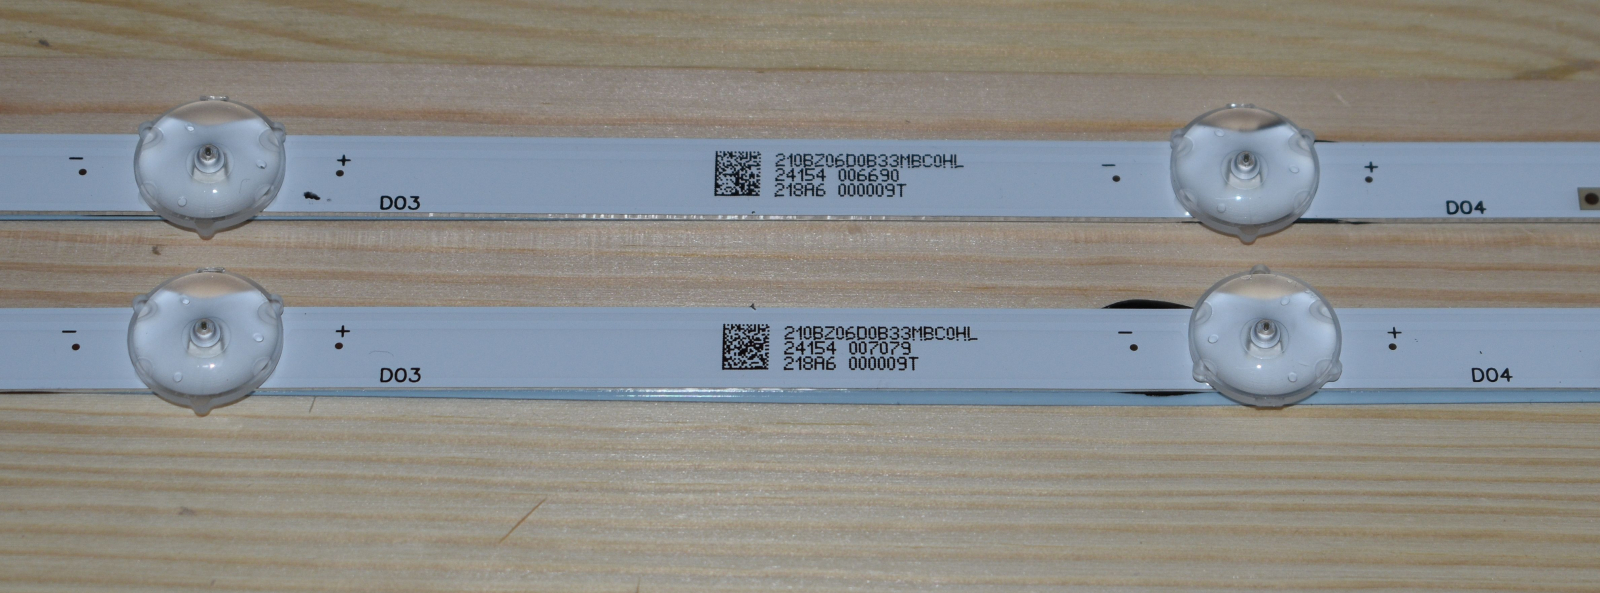 - + 210BZ06D0B33MBC0HL - +
24154 006690
218A6 000009T
D03 D04
- + 210BZ06D0B33MBC0HL - +
24154 007079
218A6 000009T
D03 D04